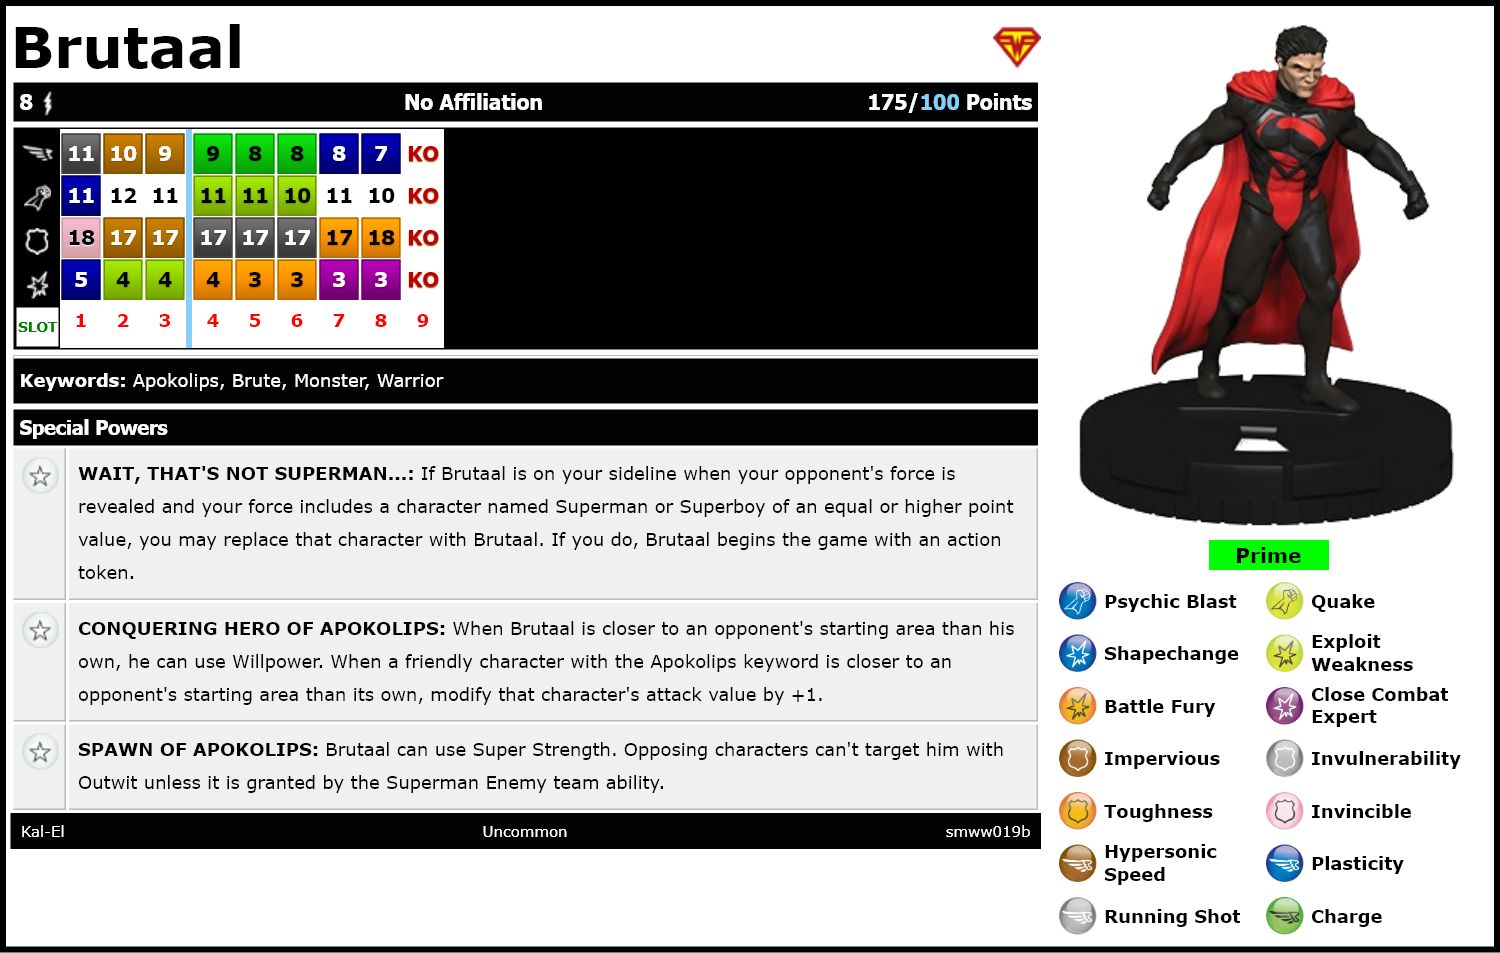 Brutaal
8 No Affiliation 175/100 Points
11 10 9 9 8 8 8 7 KO
11 12 11 11 11 10 11 10 KO
18 17 17 17 17 17 17 18 KO
5 4 4 4 3 3 3 3 KO
SLOT 1 2 3 4 5 6 7 8 9
Keywords: Apokolips, Brute, Monster, Warrior
Special Powers
WAIT, THAT'S NOT SUPERMAN...: If Brutaal is on your sideline when your opponent's force is
revealed and your force includes a character named Superman or Superboy of an equal or higher point
value, you may replace that character with Brutaal. If you do, Brutaal begins the game with an action
token.
CONQUERING HERO OF APOKOLIPS: When Brutaal is closer to an opponent's starting area than his
own, he can use Willpower. When a friendly character with the Apokolips keyword is closer to an
opponent's starting area than its own, modify that character's attack value by +1.
SPAWN OF APOKOLIPS: Brutaal can use Super Strength. Opposing characters can't target him with
Outwit unless it is granted by the Superman Enemy team ability.
Kal-El Uncommon smww019b
Prime
Psychic Blast Quake
Shapechange Exploit
Weakness
Battle Fury Close Combat
Expert
Impervious Invulnerability
Toughness Invincible
Hypersonic
Speed Plasticity
Running Shot Charge